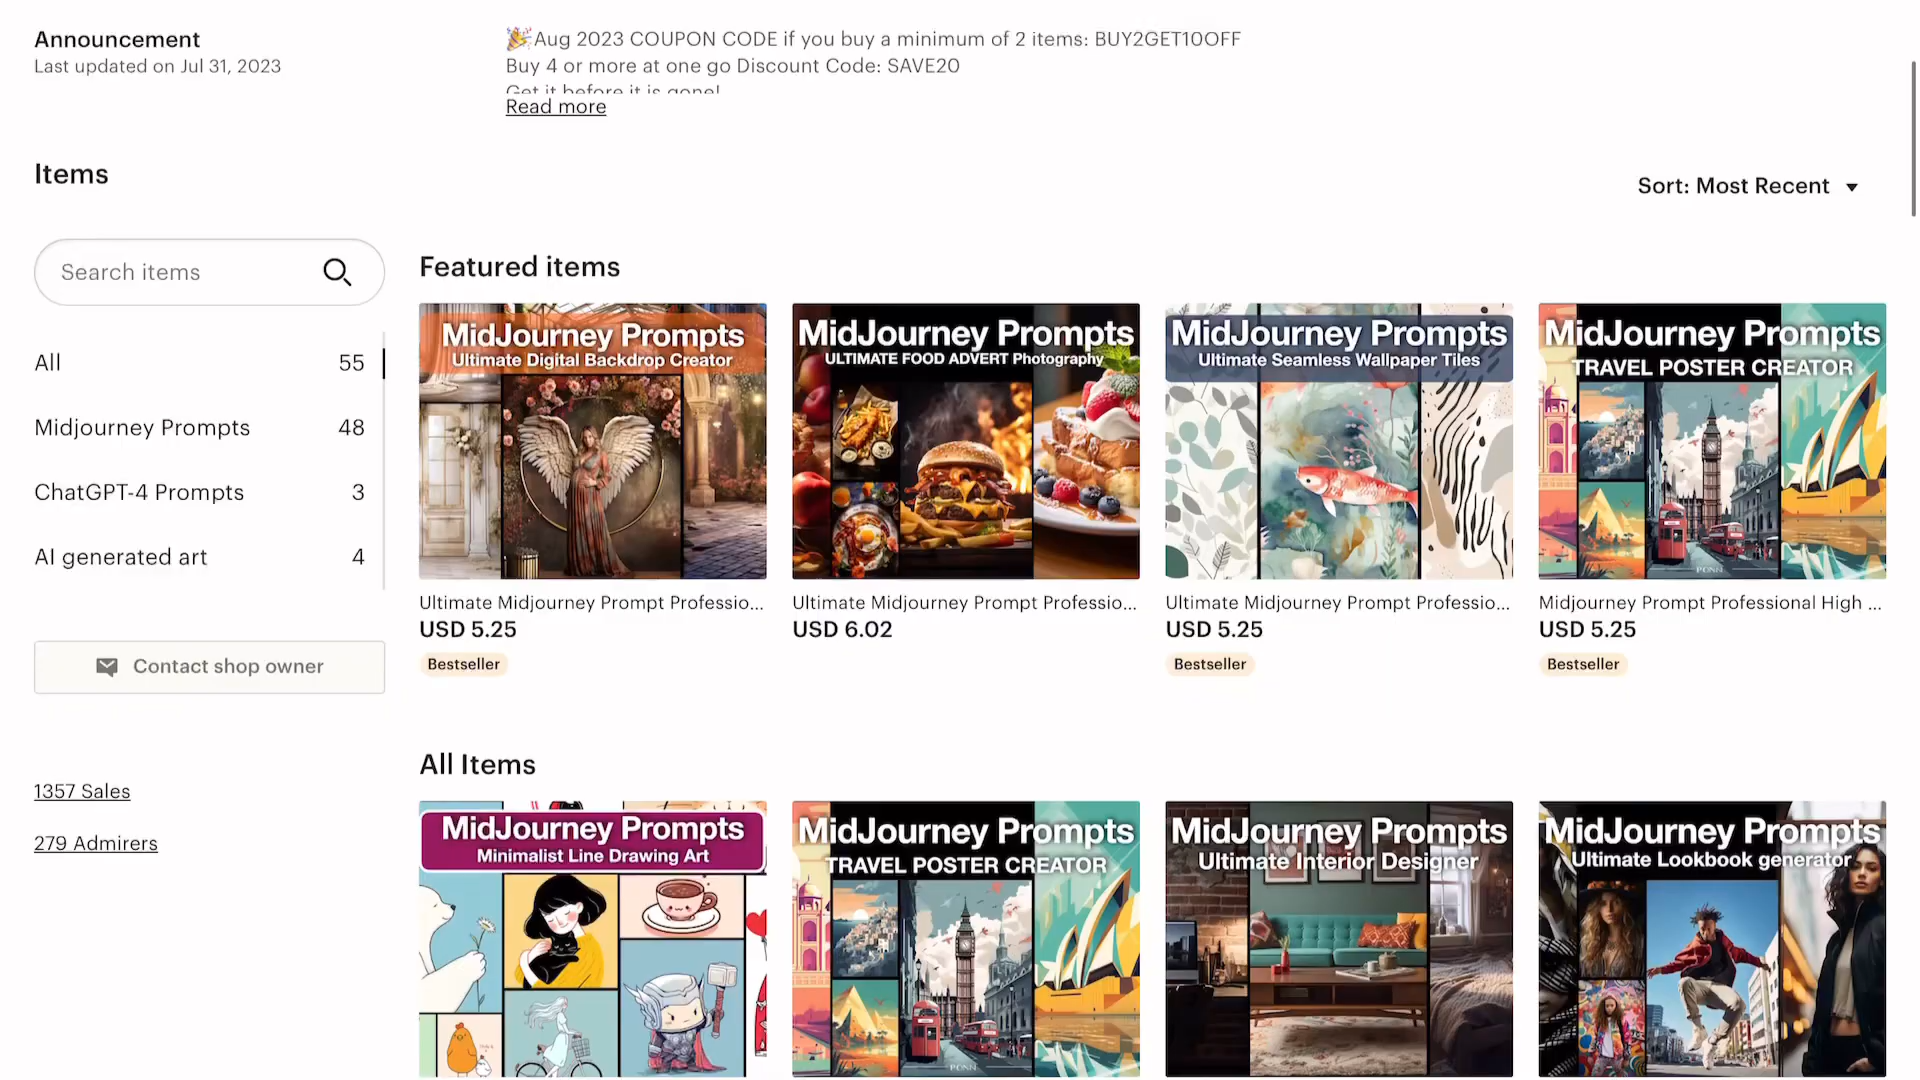 Announcement
Last updated on Jul 31, 2023
🎉Aug 2023 COUPON CODE if you buy a minimum of 2 items: BUY2GET10OFF
Buy 4 or more at one go Discount Code: SAVE20
Get it before it is gone!
Read more
Items
Sort: Most Recent
Search items
All 55
Midjourney Prompts 48
ChatGPT-4 Prompts 3
AI generated art 4
Contact shop owner
1357 Sales
279 Admirers
Featured items
MidJourney Prompts
Ultimate Digital Backdrop Creator
Ultimate Midjourney Prompt Professio...
USD 5.25
Bestseller
MidJourney Prompts
ULTIMATE FOOD ADVERT Photography
Ultimate Midjourney Prompt Professio...
USD 6.02
MidJourney Prompts
Ultimate Seamless Wallpaper Tiles
Ultimate Midjourney Prompt Professio...
USD 5.25
Bestseller
MidJourney Prompts
TRAVEL POSTER CREATOR
Midjourney Prompt Professional High ...
USD 5.25
Bestseller
All Items
MidJourney Prompts
Minimalist Line Drawing Art
MidJourney Prompts
TRAVEL POSTER CREATOR
MidJourney Prompts
Ultimate Interior Designer
MidJourney Prompts
Ultimate Lookbook generator